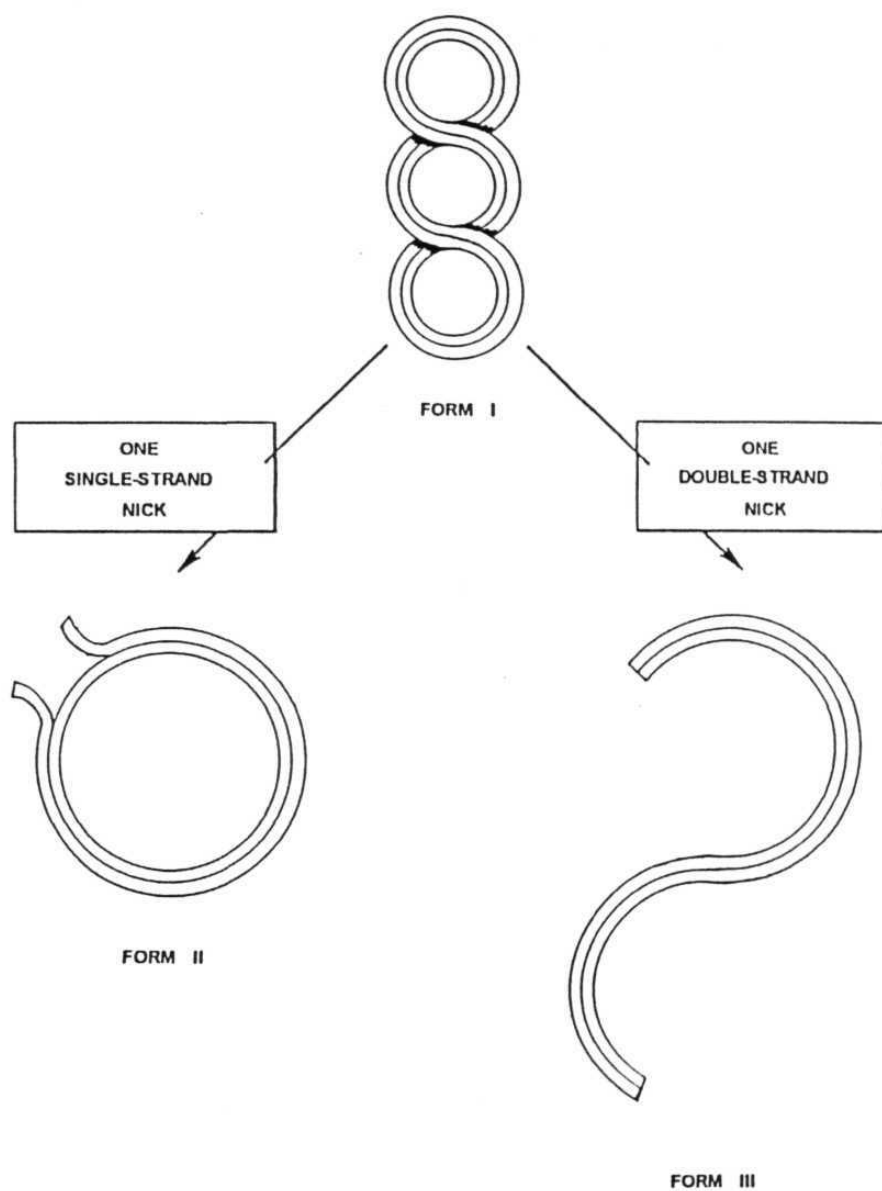 FORM I
ONE
SINGLE-STRAND
NICK
ONE
DOUBLE-STRAND
NICK
FORM II
FORM III